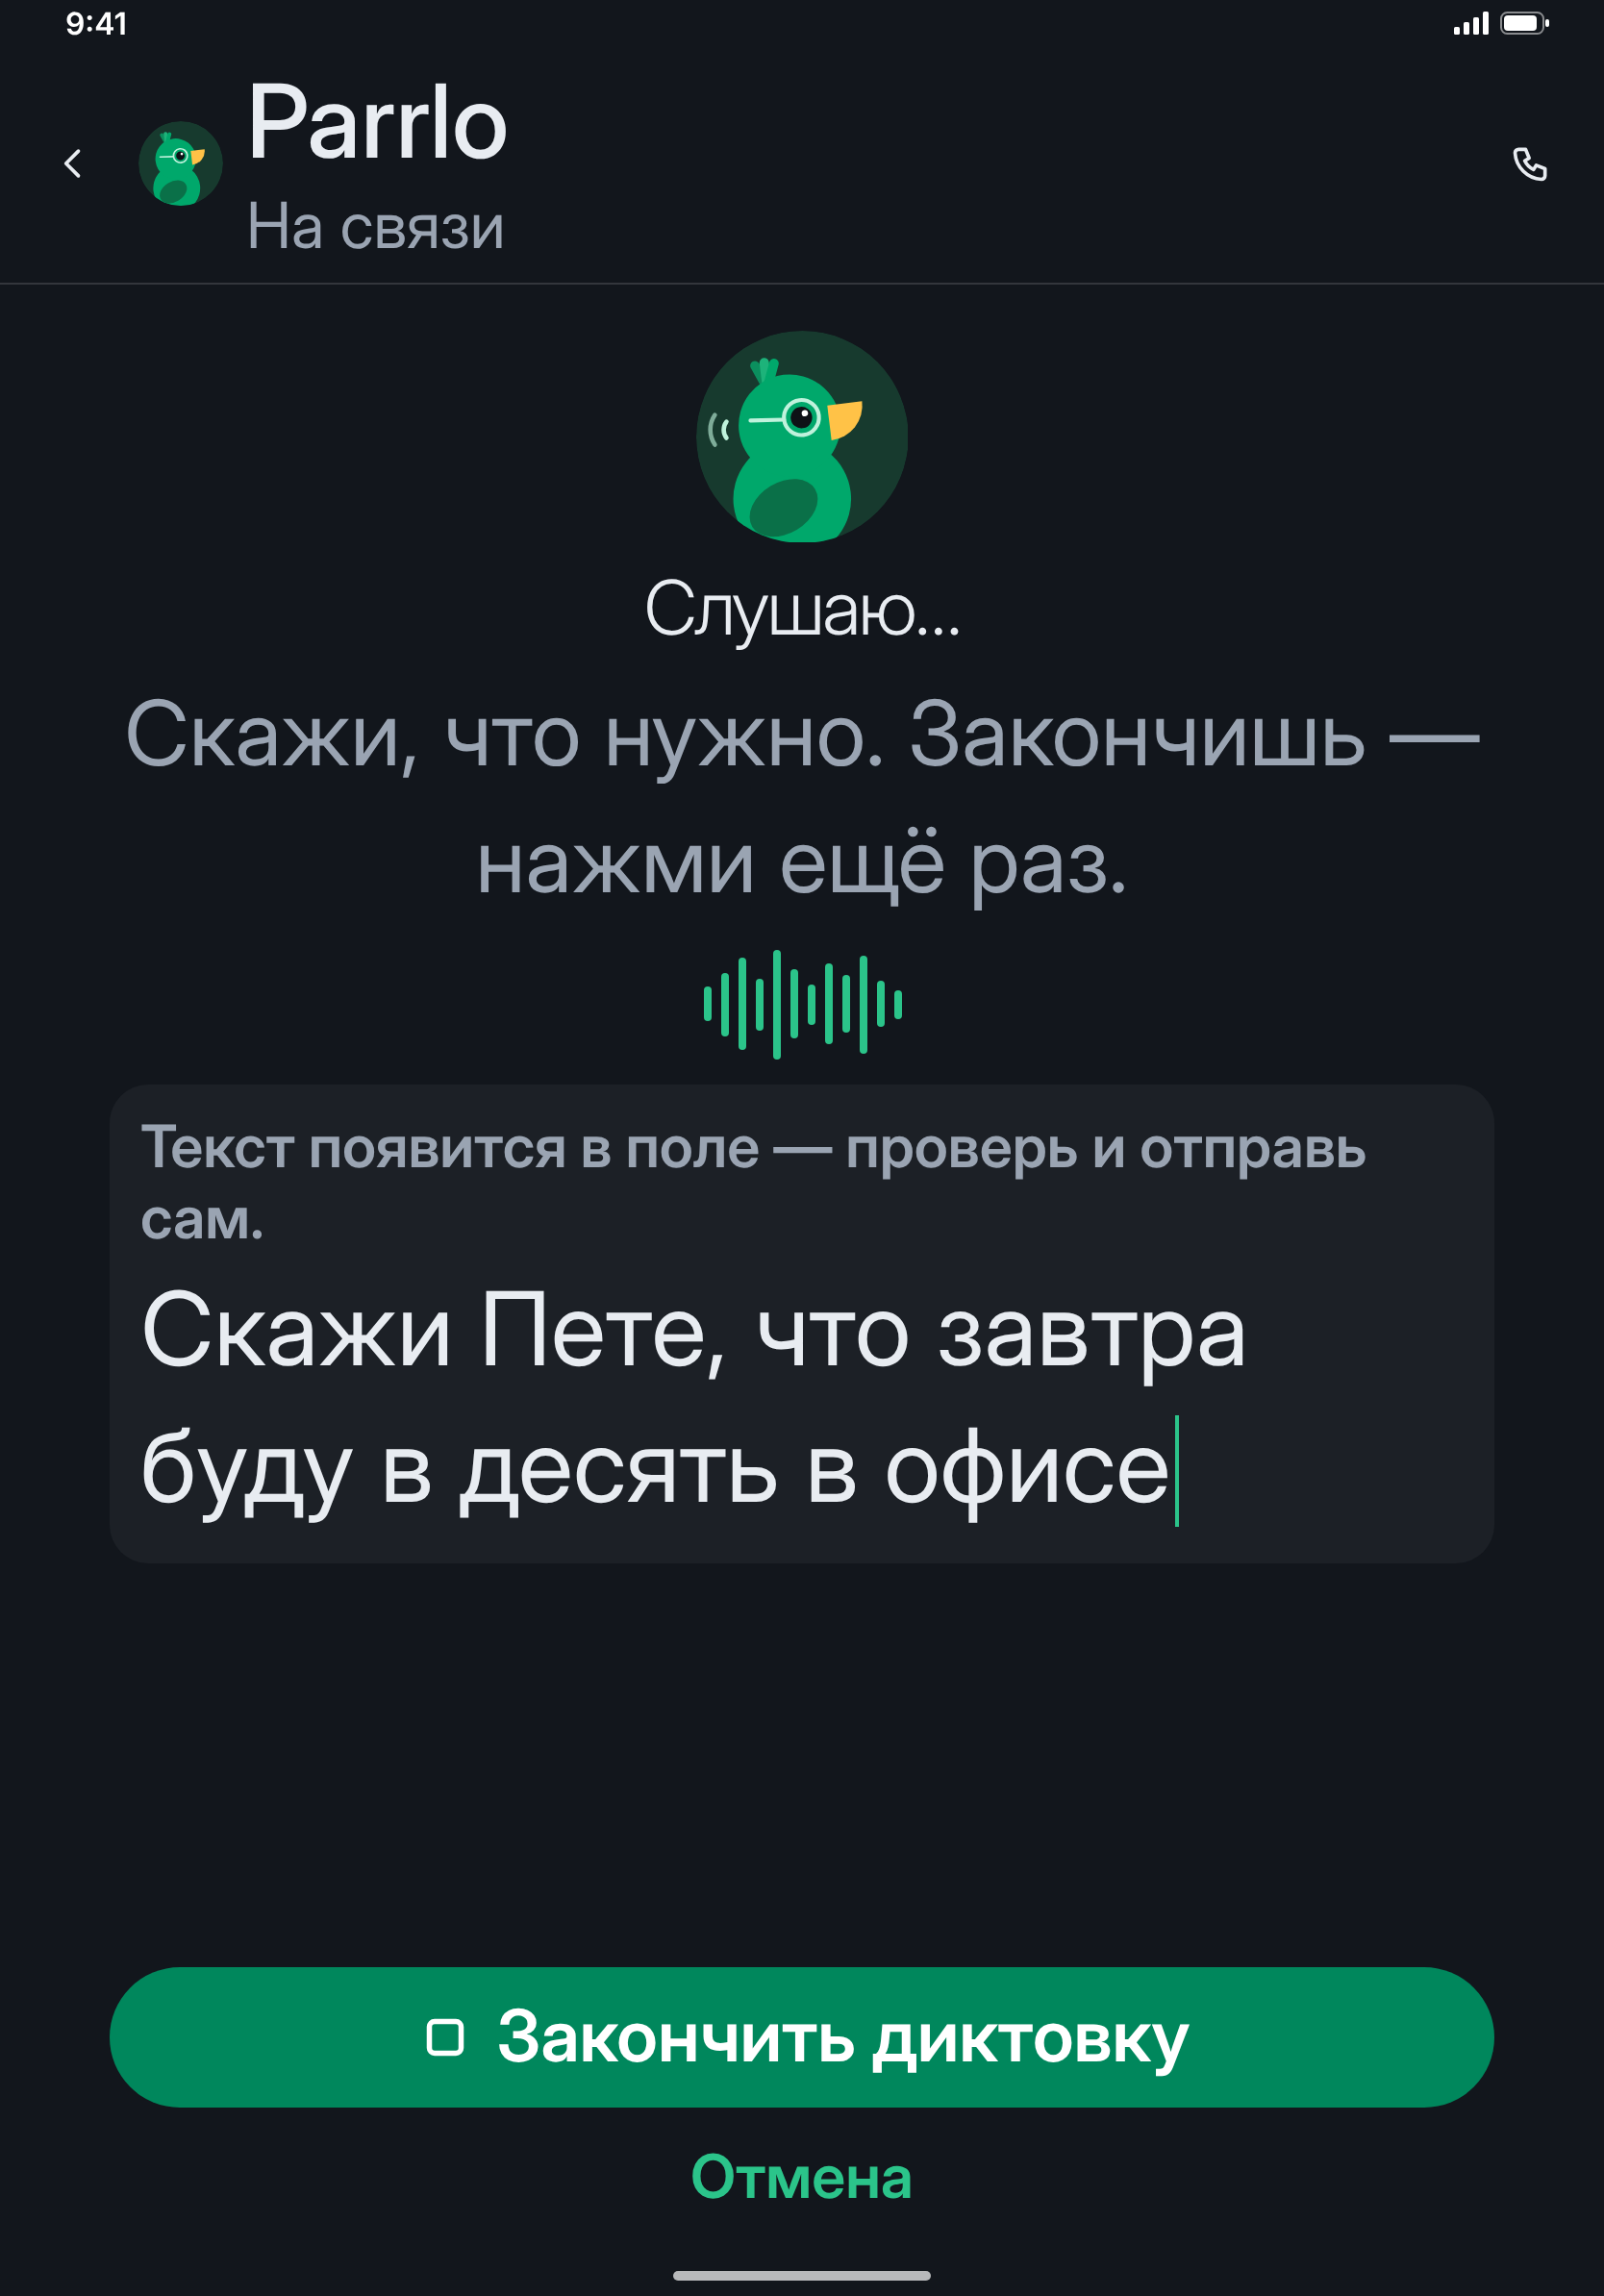 9:41
Parrlo
На связи
Слушаю...
Скажи, что нужно. Закончишь —
нажми ещё раз.
Текст появится в поле — проверь и отправь
сам.
Скажи Пете, что завтра
буду в десять в офисе
Закончить диктовку
Отмена